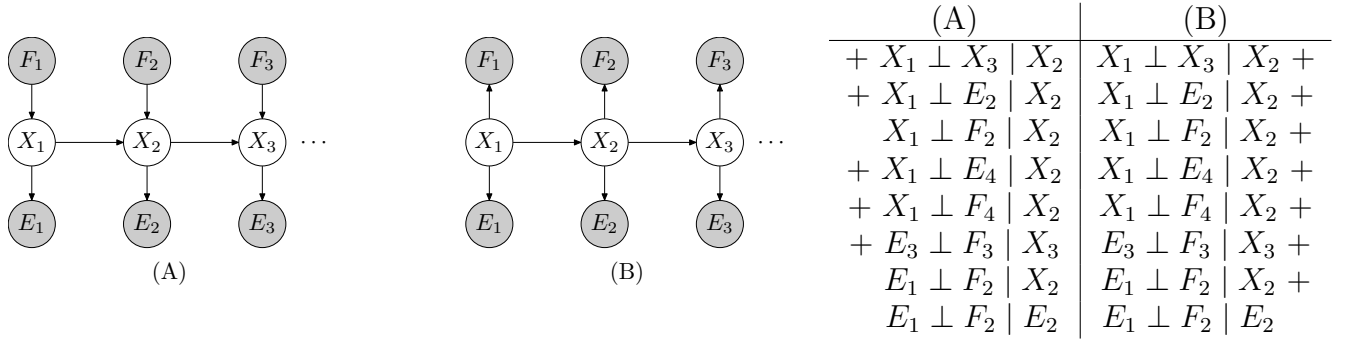 F₁ F₂ F₃
X₁ X₂ X₃ ···
E₁ E₂ E₃
(A)
F₁ F₂ F₃
X₁ X₂ X₃ ···
E₁ E₂ E₃
(B)
(A) (B)
+ X₁ ⊥ X₃ | X₂ X₁ ⊥ X₃ | X₂ +
+ X₁ ⊥ E₂ | X₂ X₁ ⊥ E₂ | X₂ +
X₁ ⊥ F₂ | X₂ X₁ ⊥ F₂ | X₂ +
+ X₁ ⊥ E₄ | X₂ X₁ ⊥ E₄ | X₂ +
+ X₁ ⊥ F₄ | X₂ X₁ ⊥ F₄ | X₂ +
+ E₃ ⊥ F₃ | X₃ E₃ ⊥ F₃ | X₃ +
E₁ ⊥ F₂ | X₂ E₁ ⊥ F₂ | X₂ +
E₁ ⊥ F₂ | E₂ E₁ ⊥ F₂ | E₂